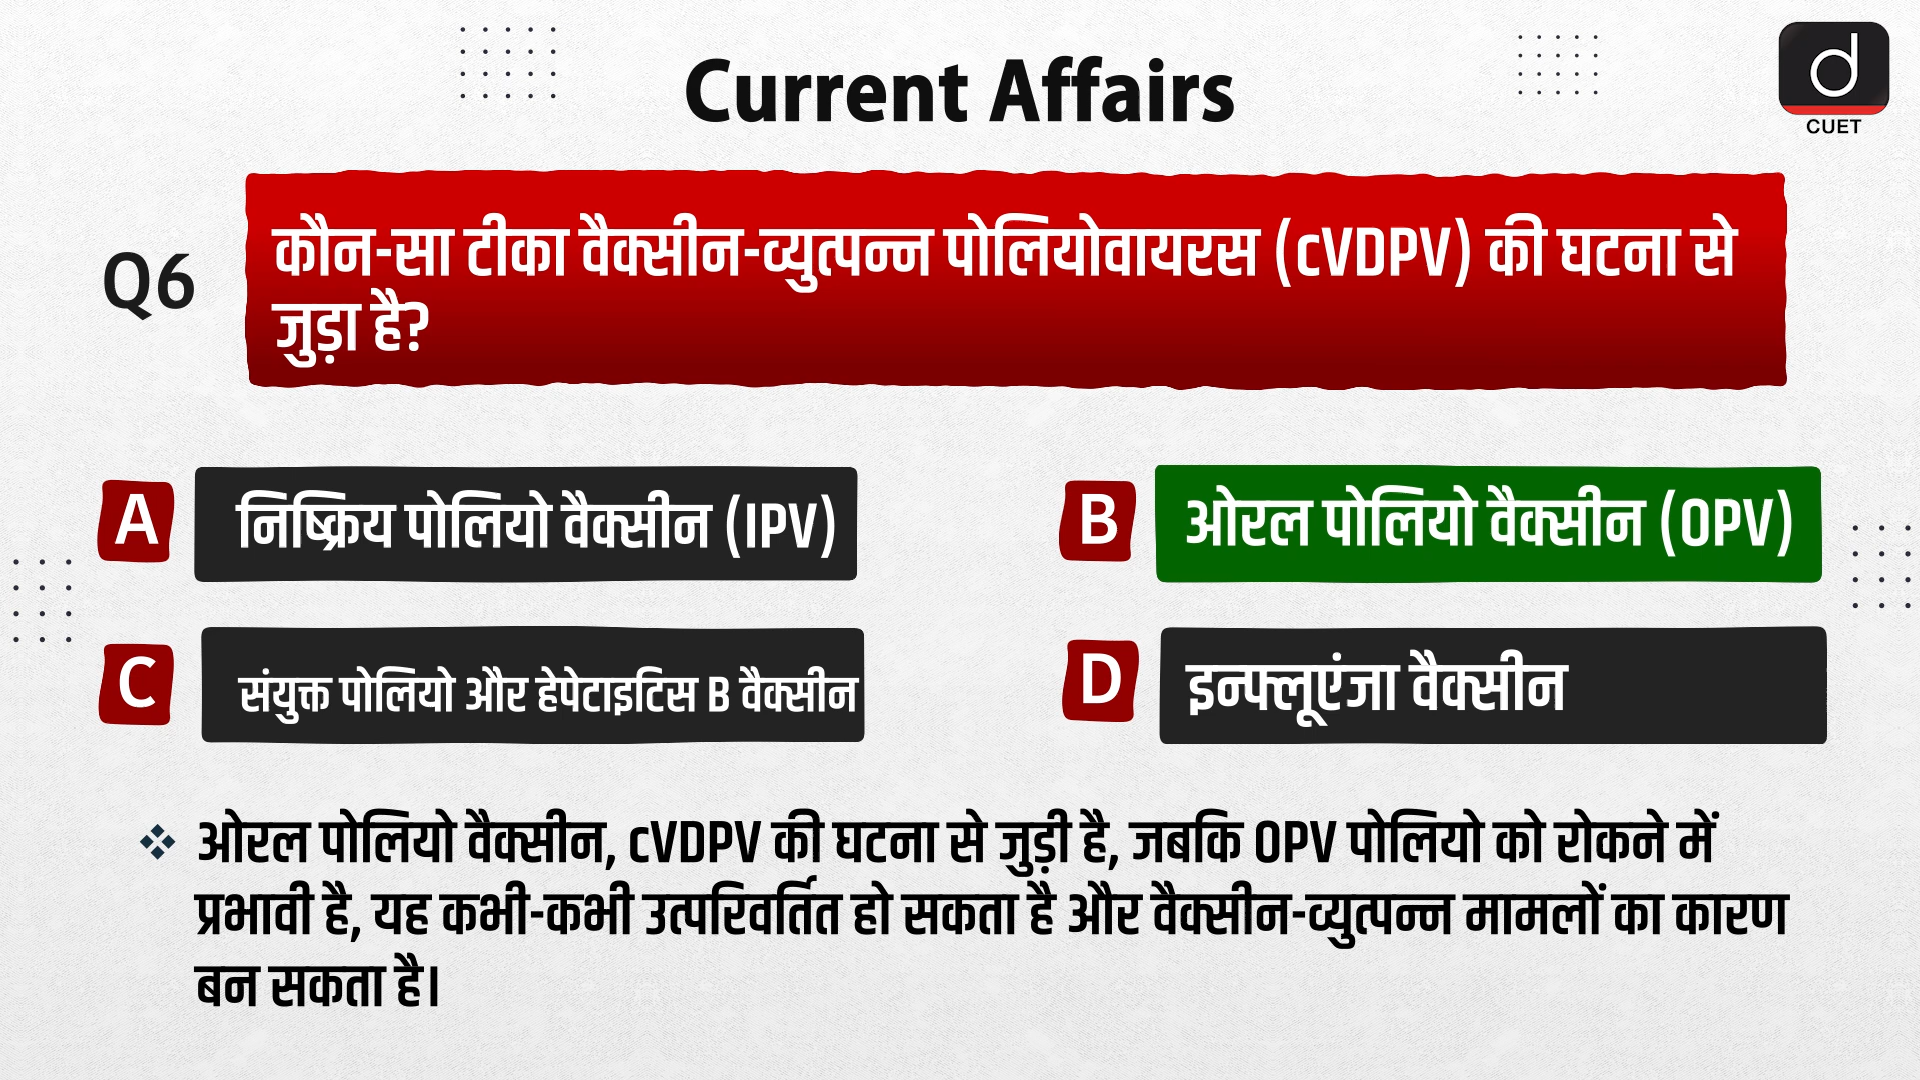 Current Affairs
d
CUET
Q6
कौन-सा टीका वैक्सीन-व्युत्पन्न पोलियोवायरस (cVDPV) की घटना से
जुड़ा है?
A
निष्क्रिय पोलियो वैक्सीन (IPV)
B
ओरल पोलियो वैक्सीन (OPV)
C
संयुक्त पोलियो और हेपेटाइटिस B वैक्सीन
D
इन्फ्लूएंजा वैक्सीन
❖ ओरल पोलियो वैक्सीन, cVDPV की घटना से जुड़ी है, जबकि OPV पोलियो को रोकने में
प्रभावी है, यह कभी-कभी उत्परिवर्तित हो सकता है और वैक्सीन-व्युत्पन्न मामलों का कारण
बन सकता है।